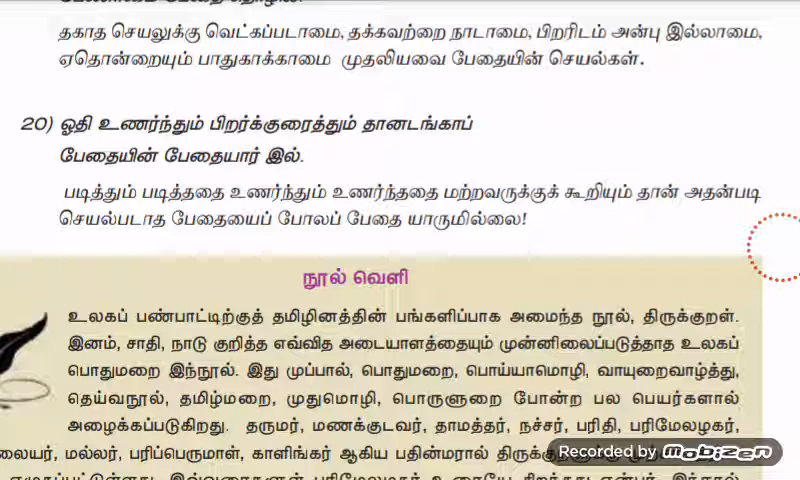 தகாத செயலுக்கு வெட்கப்படாமை, தக்கவற்றை நாடாமை, பிறரிடம் அன்பு இல்லாமை,
ஏதொன்றையும் பாதுகாக்காமை முதலியவை பேதையின் செயல்கள்.
20) ஓதி உணர்ந்தும் பிறர்க்குரைத்தும் தானடங்காப்
பேதையின் பேதையார் இல்.
படித்தும் படித்ததை உணர்ந்தும் உணர்ந்ததை மற்றவருக்குக் கூறியும் தான் அதன்படி
செயல்படாத பேதையைப் போலப் பேதை யாருமில்லை!
நூல் வெளி
உலகப் பண்பாட்டிற்குத் தமிழினத்தின் பங்களிப்பாக அமைந்த நூல், திருக்குறள்.
இனம், சாதி, நாடு குறித்த எவ்வித அடையாளத்தையும் முன்னிலைப்படுத்தாத உலகப்
பொதுமறை இந்நூல். இது முப்பால், பொதுமறை, பொய்யாமொழி, வாயுறைவாழ்த்து,
தெய்வநூல், தமிழ்மறை, முதுமொழி, பொருளுறை போன்ற பல பெயர்களால்
அழைக்கப்படுகிறது. தருமர், மணக்குடவர், தாமத்தர், நச்சர், பரிதி, பரிமேலழகர்,
மல்லர், பரிப்பெருமாள், காளிங்கர் ஆகிய பதின்மரால்
Recorded by Mobizen